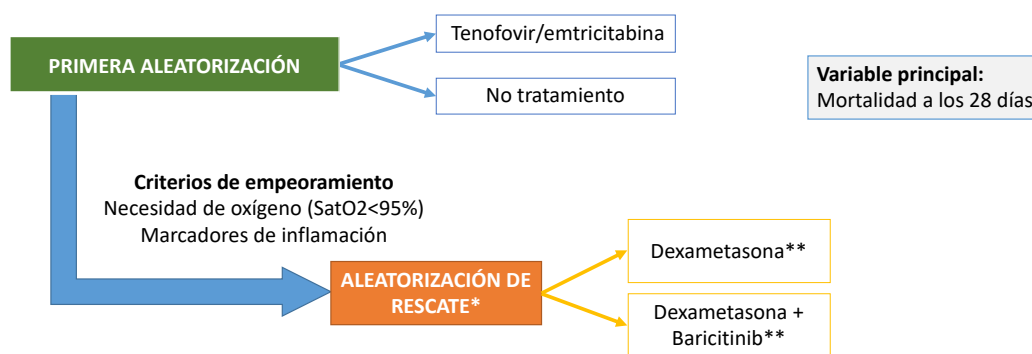 PRIMERA ALEATORIZACIÓN
Tenofovir/emtricitabina
No tratamiento
Variable principal:
Mortalidad a los 28 días
Criterios de empeoramiento
Necesidad de oxígeno (SatO2<95%)
Marcadores de inflamación
ALEATORIZACIÓN DE
RESCATE*
Dexametasona**
Dexametasona +
Baricitinib**